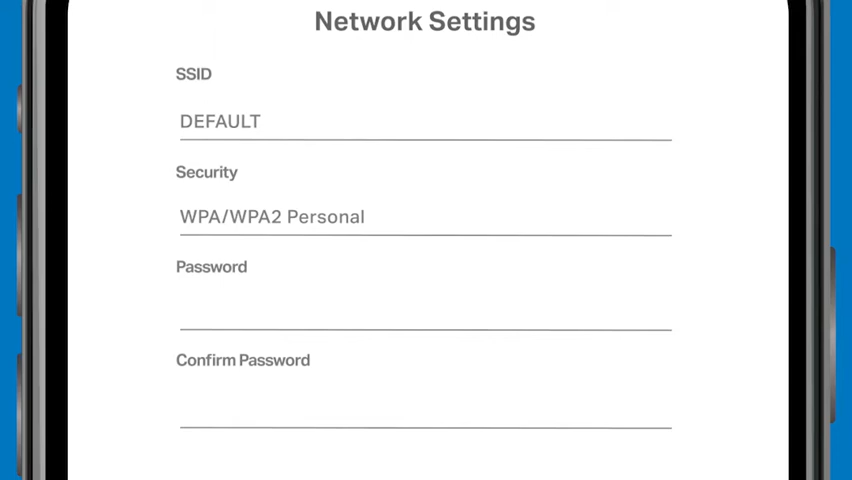 Network Settings
SSID
DEFAULT
Security
WPA/WPA2 Personal
Password
Confirm Password